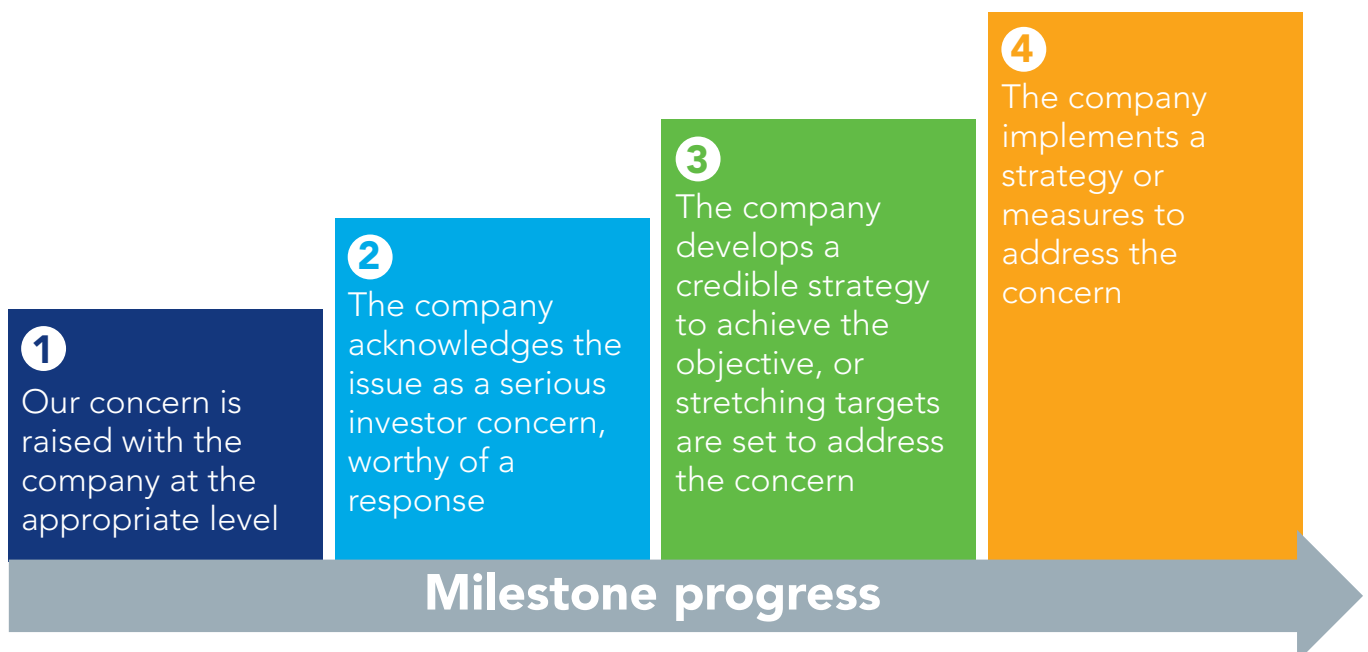 1
Our concern is
raised with the
company at the
appropriate level
2
The company
acknowledges the
issue as a serious
investor concern,
worthy of a
response
3
The company
develops a
credible strategy
to achieve the
objective, or
stretching targets
are set to address
the concern
4
The company
implements a
strategy or
measures to
address the
concern
Milestone progress